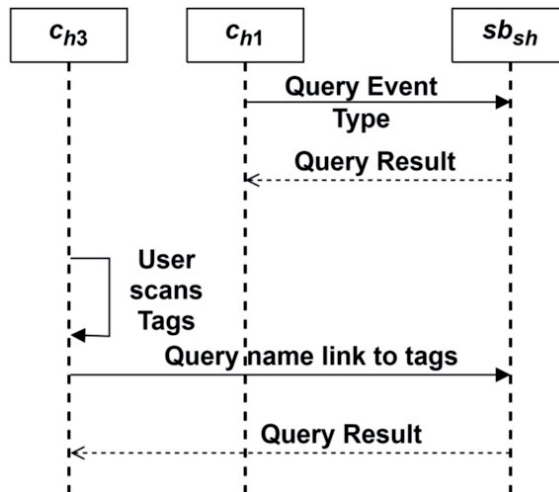 c_h3 c_h1 sb_sh
Query Event
Type
Query Result
User
scans
Tags
Query name link to tags
Query Result